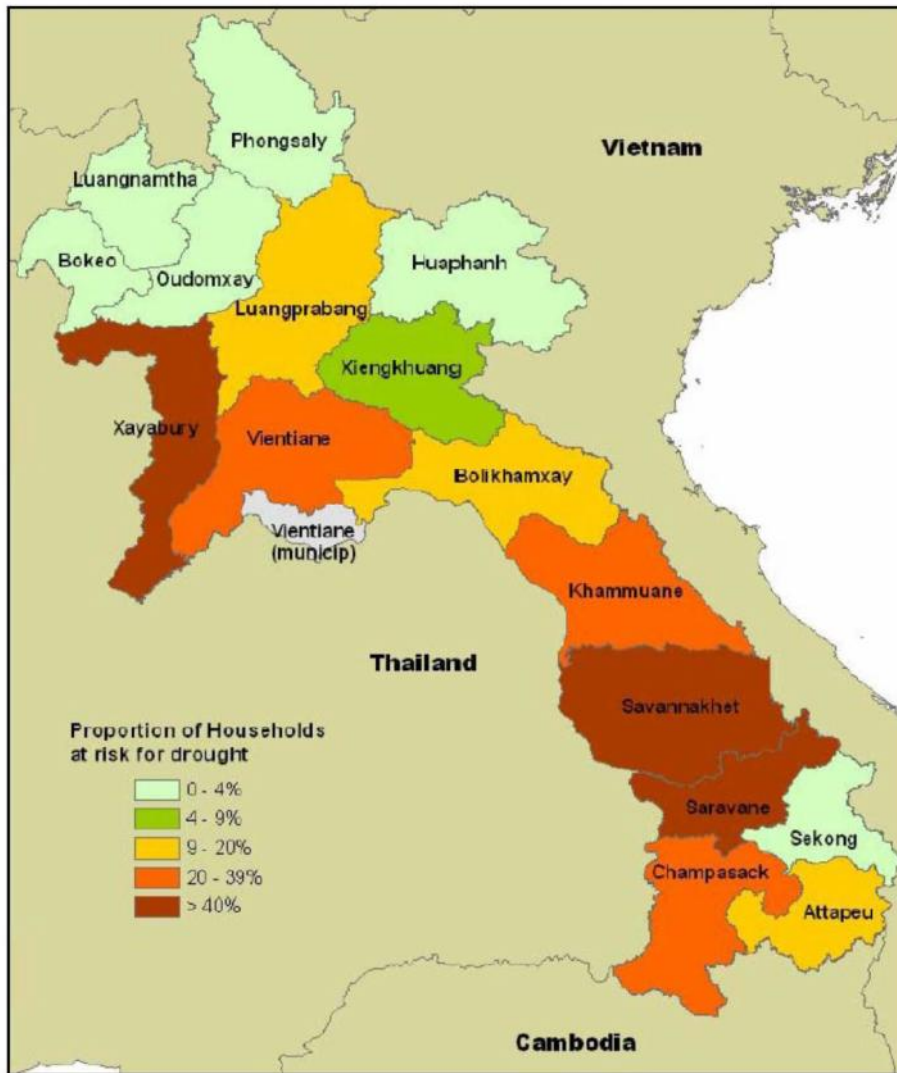 Phongsaly
Vietnam
Luangnamtha
Bokeo
Oudomxay
Huaphanh
Luangprabang
Xiengkhuang
Xayabury
Vientiane
Bolikhamxay
Vientiane
(municip)
Khammuane
Thailand
Savannakhet
Proportion of Households
at risk for drought
0 - 4%
4 - 9%
9 - 20%
20 - 39%
> 40%
Saravane
Sekong
Champasack
Attapeu
Cambodia